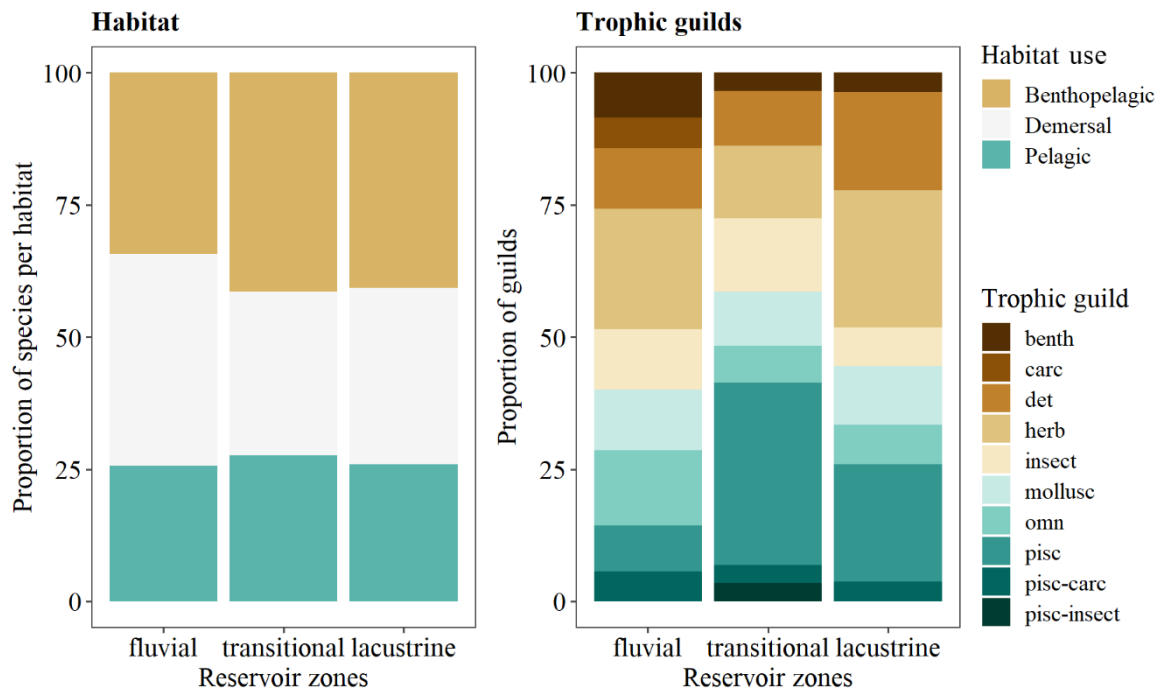 Habitat
Proportion of species per habitat
100
75
50
25
0
fluvial transitional lacustrine
Reservoir zones
Trophic guilds
Proportion of guilds
100
75
50
25
0
fluvial transitional lacustrine
Reservoir zones
Habitat use
Benthopelagic
Demersal
Pelagic
Trophic guild
benth
carc
det
herb
insect
mollusc
omn
pisc
pisc-carc
pisc-insect